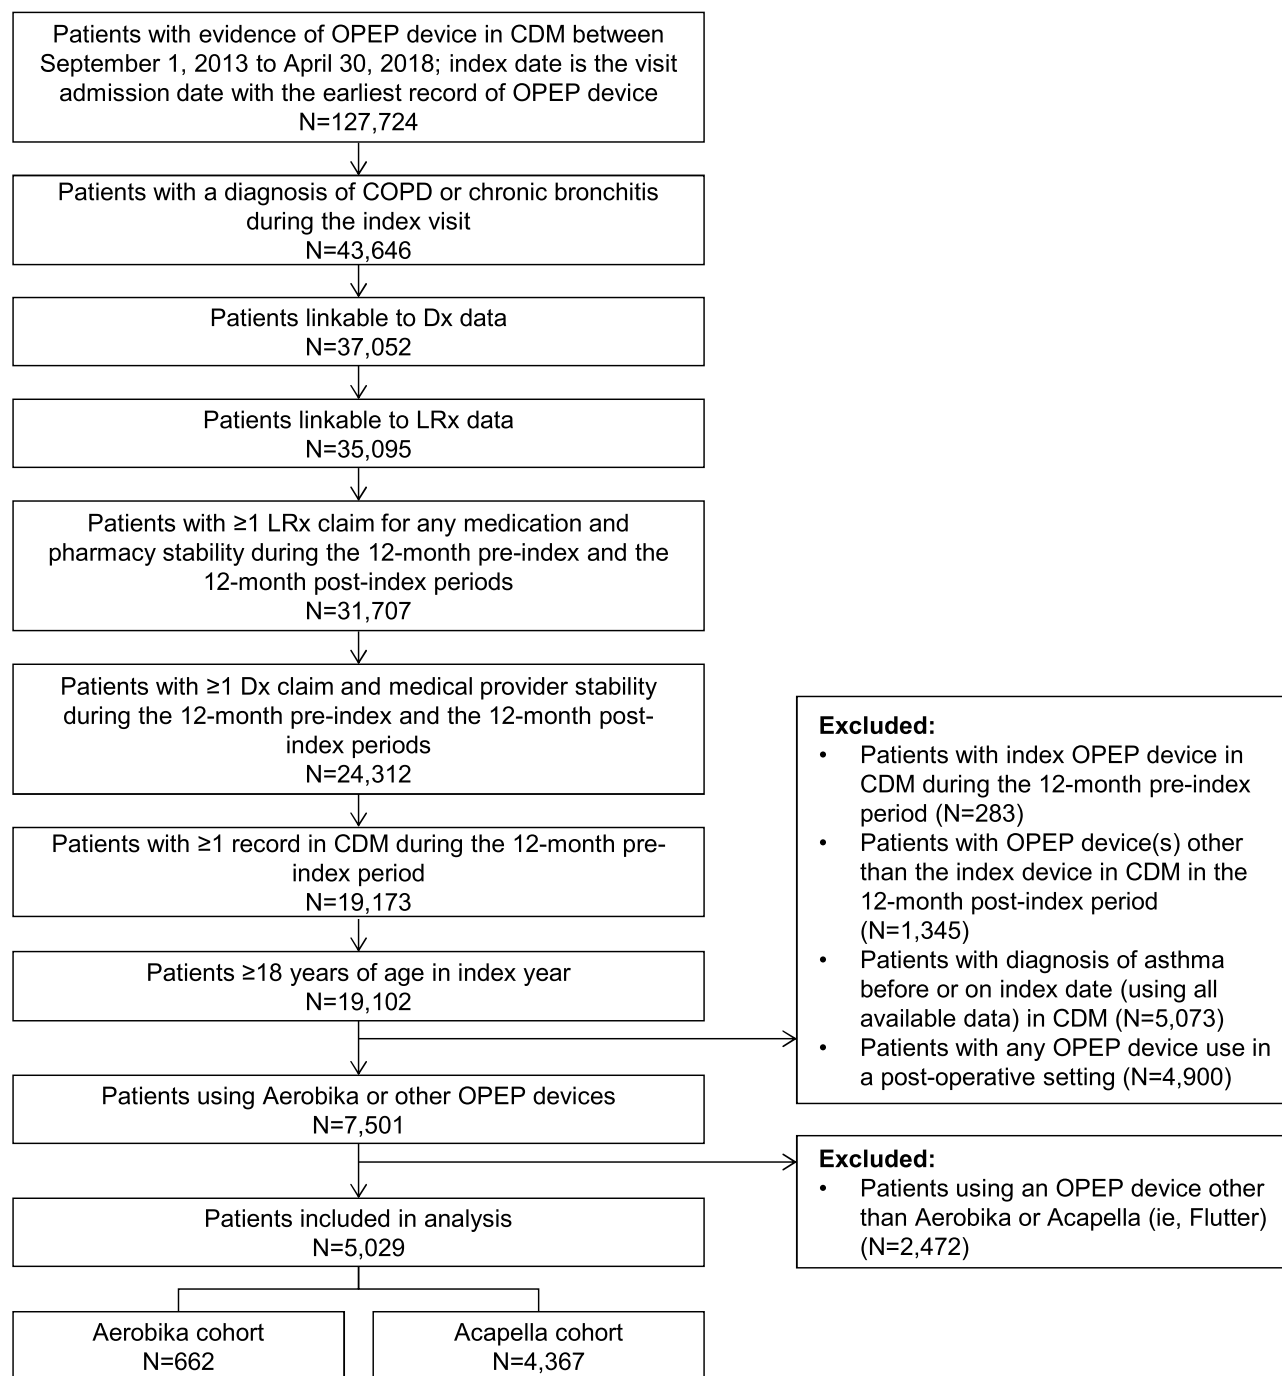 Patients with evidence of OPEP device in CDM between
September 1, 2013 to April 30, 2018; index date is the visit
admission date with the earliest record of OPEP device
N=127,724
Patients with a diagnosis of COPD or chronic bronchitis
during the index visit
N=43,646
Patients linkable to Dx data
N=37,052
Patients linkable to LRx data
N=35,095
Patients with ≥1 LRx claim for any medication and
pharmacy stability during the 12-month pre-index and the
12-month post-index periods
N=31,707
Patients with ≥1 Dx claim and medical provider stability
during the 12-month pre-index and the 12-month post-
index periods
N=24,312
Patients with ≥1 record in CDM during the 12-month pre-
index period
N=19,173
Patients ≥18 years of age in index year
N=19,102
Excluded:
• Patients with index OPEP device in
CDM during the 12-month pre-index
period (N=283)
• Patients with OPEP device(s) other
than the index device in CDM in the
12-month post-index period
(N=1,345)
• Patients with diagnosis of asthma
before or on index date (using all
available data) in CDM (N=5,073)
• Patients with any OPEP device use in
a post-operative setting (N=4,900)
Patients using Aerobika or other OPEP devices
N=7,501
Excluded:
• Patients using an OPEP device other
than Aerobika or Acapella (ie, Flutter)
(N=2,472)
Patients included in analysis
N=5,029
Aerobika cohort
N=662
Acapella cohort
N=4,367